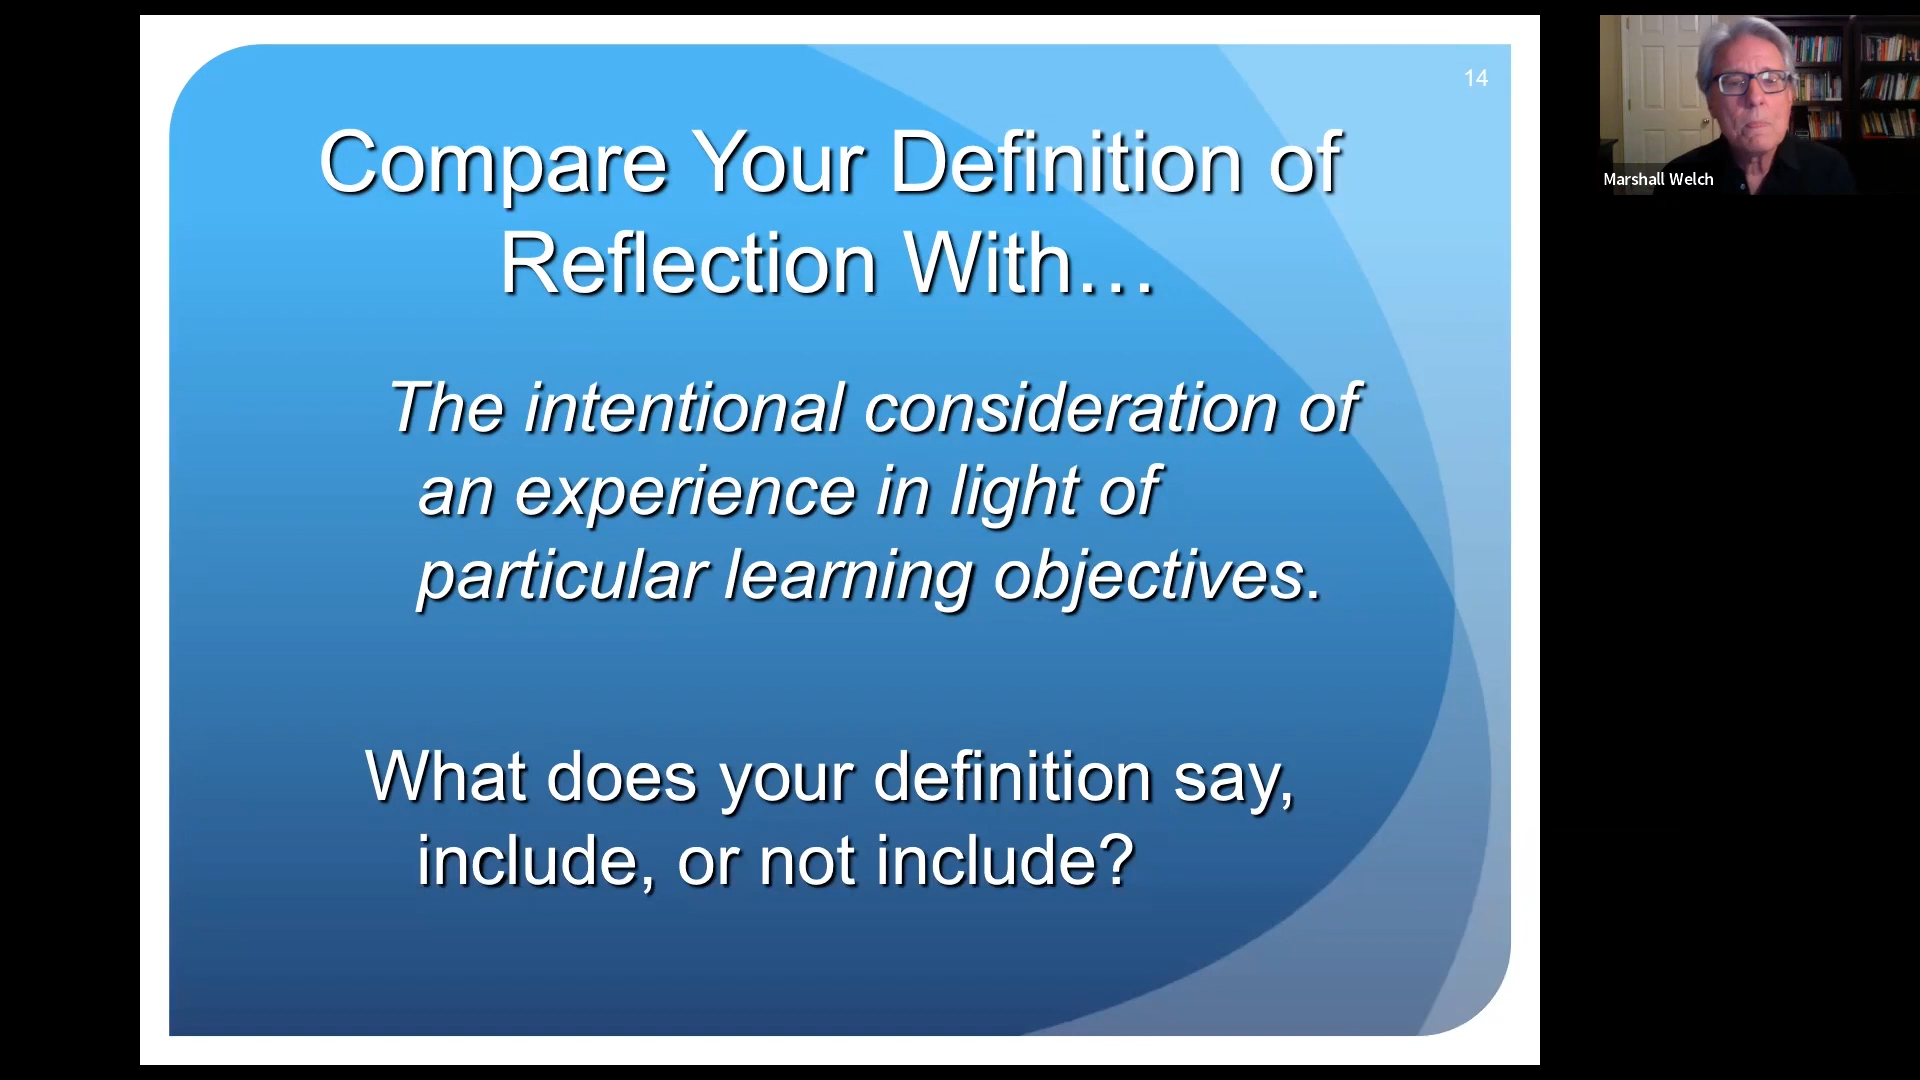 14
Compare Your Definition of
Reflection With…
The intentional consideration of
an experience in light of
particular learning objectives.
What does your definition say,
include, or not include?
Marshall Welch